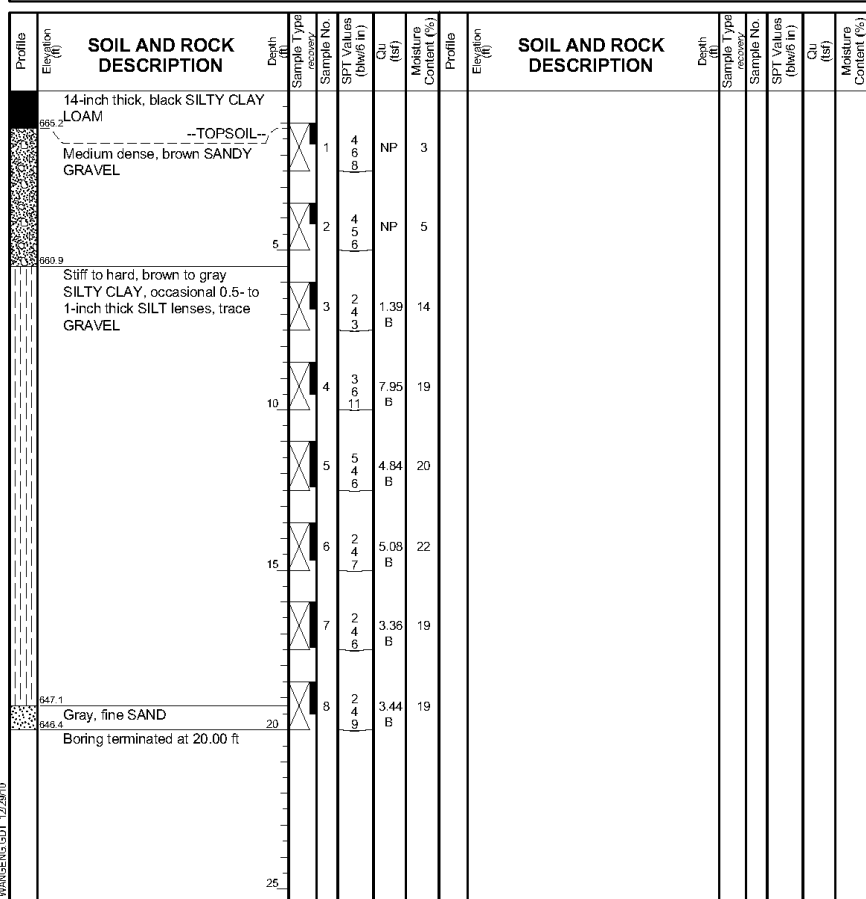 Profile
Elevation (ft)
SOIL AND ROCK
DESCRIPTION
Depth (ft)
Sample Type
recovery
Sample No.
SPT Values (blw/6 in)
Qu (tsf)
Moisture Content (%)
Profile
Elevation (ft)
SOIL AND ROCK
DESCRIPTION
Depth (ft)
Sample Type
recovery
Sample No.
SPT Values (blw/6 in)
Qu (tsf)
Moisture Content (%)
14-inch thick, black SILTY CLAY
665.2 LOAM
--TOPSOIL--
Medium dense, brown SANDY
GRAVEL
1 4 6 8 NP 3
2 4 5 6 NP 5
5
660.9
Stiff to hard, brown to gray
SILTY CLAY, occasional 0.5- to
1-inch thick SILT lenses, trace
GRAVEL
3 2 4 3 1.39 B 14
4 3 6 11 7.95 B 19
10
5 5 4 6 4.84 B 20
6 2 4 7 5.08 B 22
15
7 2 4 6 3.36 B 19
647.1
8 2 4 9 3.44 B 19
Gray, fine SAND
646.4 20
Boring terminated at 20.00 ft
25
WANGENG.GDT 12/29/10